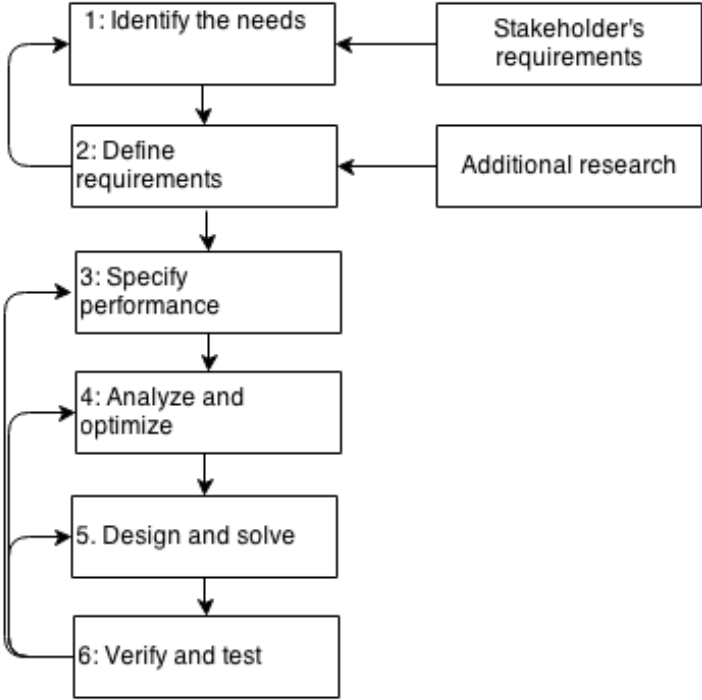 1: Identify the needs
Stakeholder's
requirements
2: Define
requirements
Additional research
3: Specify
performance
4: Analyze and
optimize
5. Design and solve
6: Verify and test